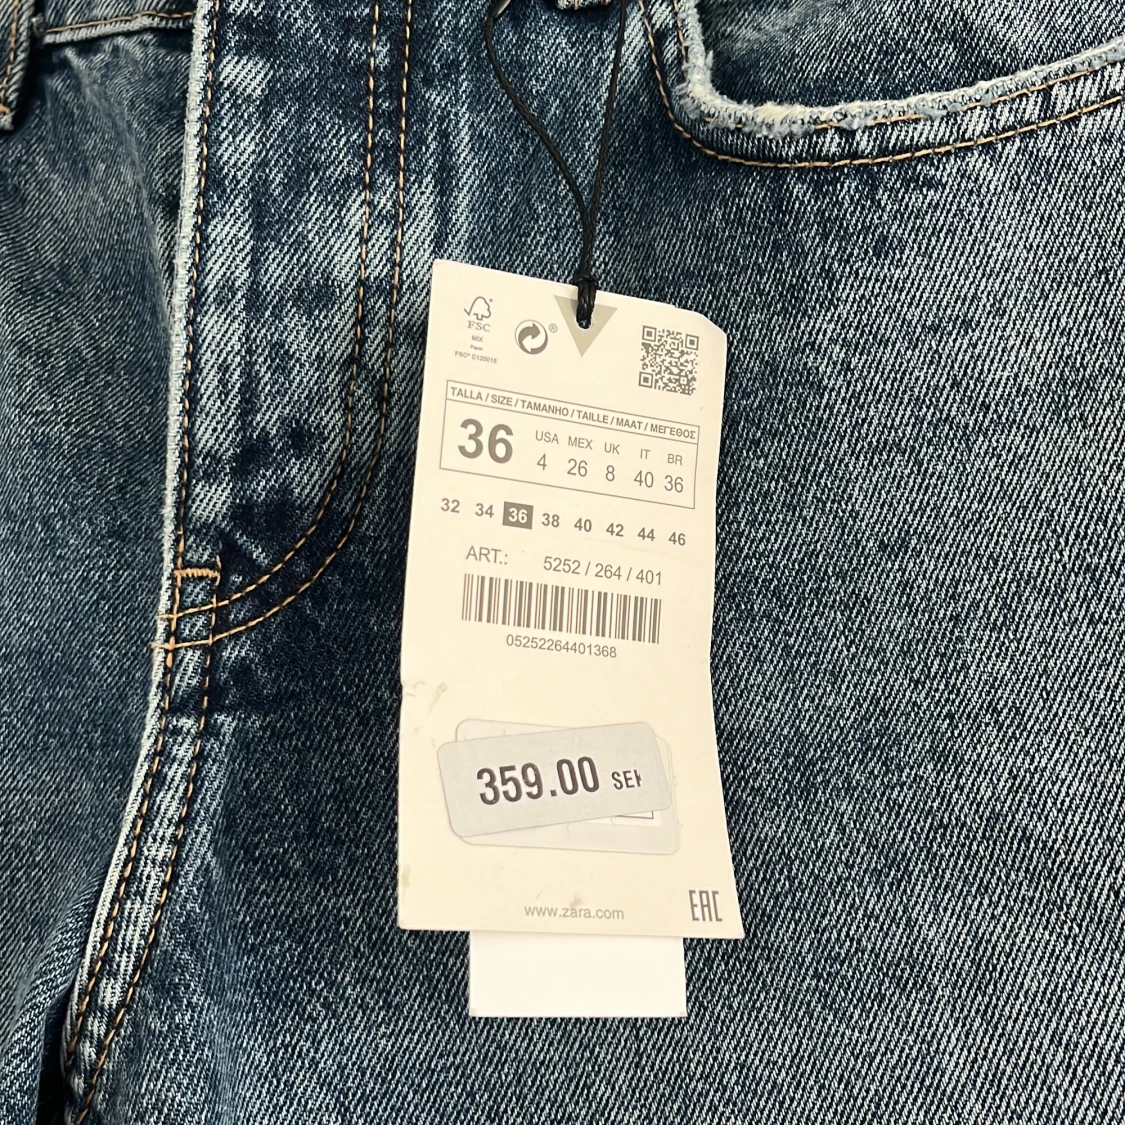 FSC
MIX
Paper
FSC® C120015
®
TALLA / SIZE / TAMANHO / TAILLE / MAAT / ΜΕΓΕΘΟΣ
36
USA MEX UK IT BR
4 26 8 40 36
32 34 36 38 40 42 44 46
ART.: 5252 / 264 / 401
05252264401368
359.00 SEK
www.zara.com
EAC